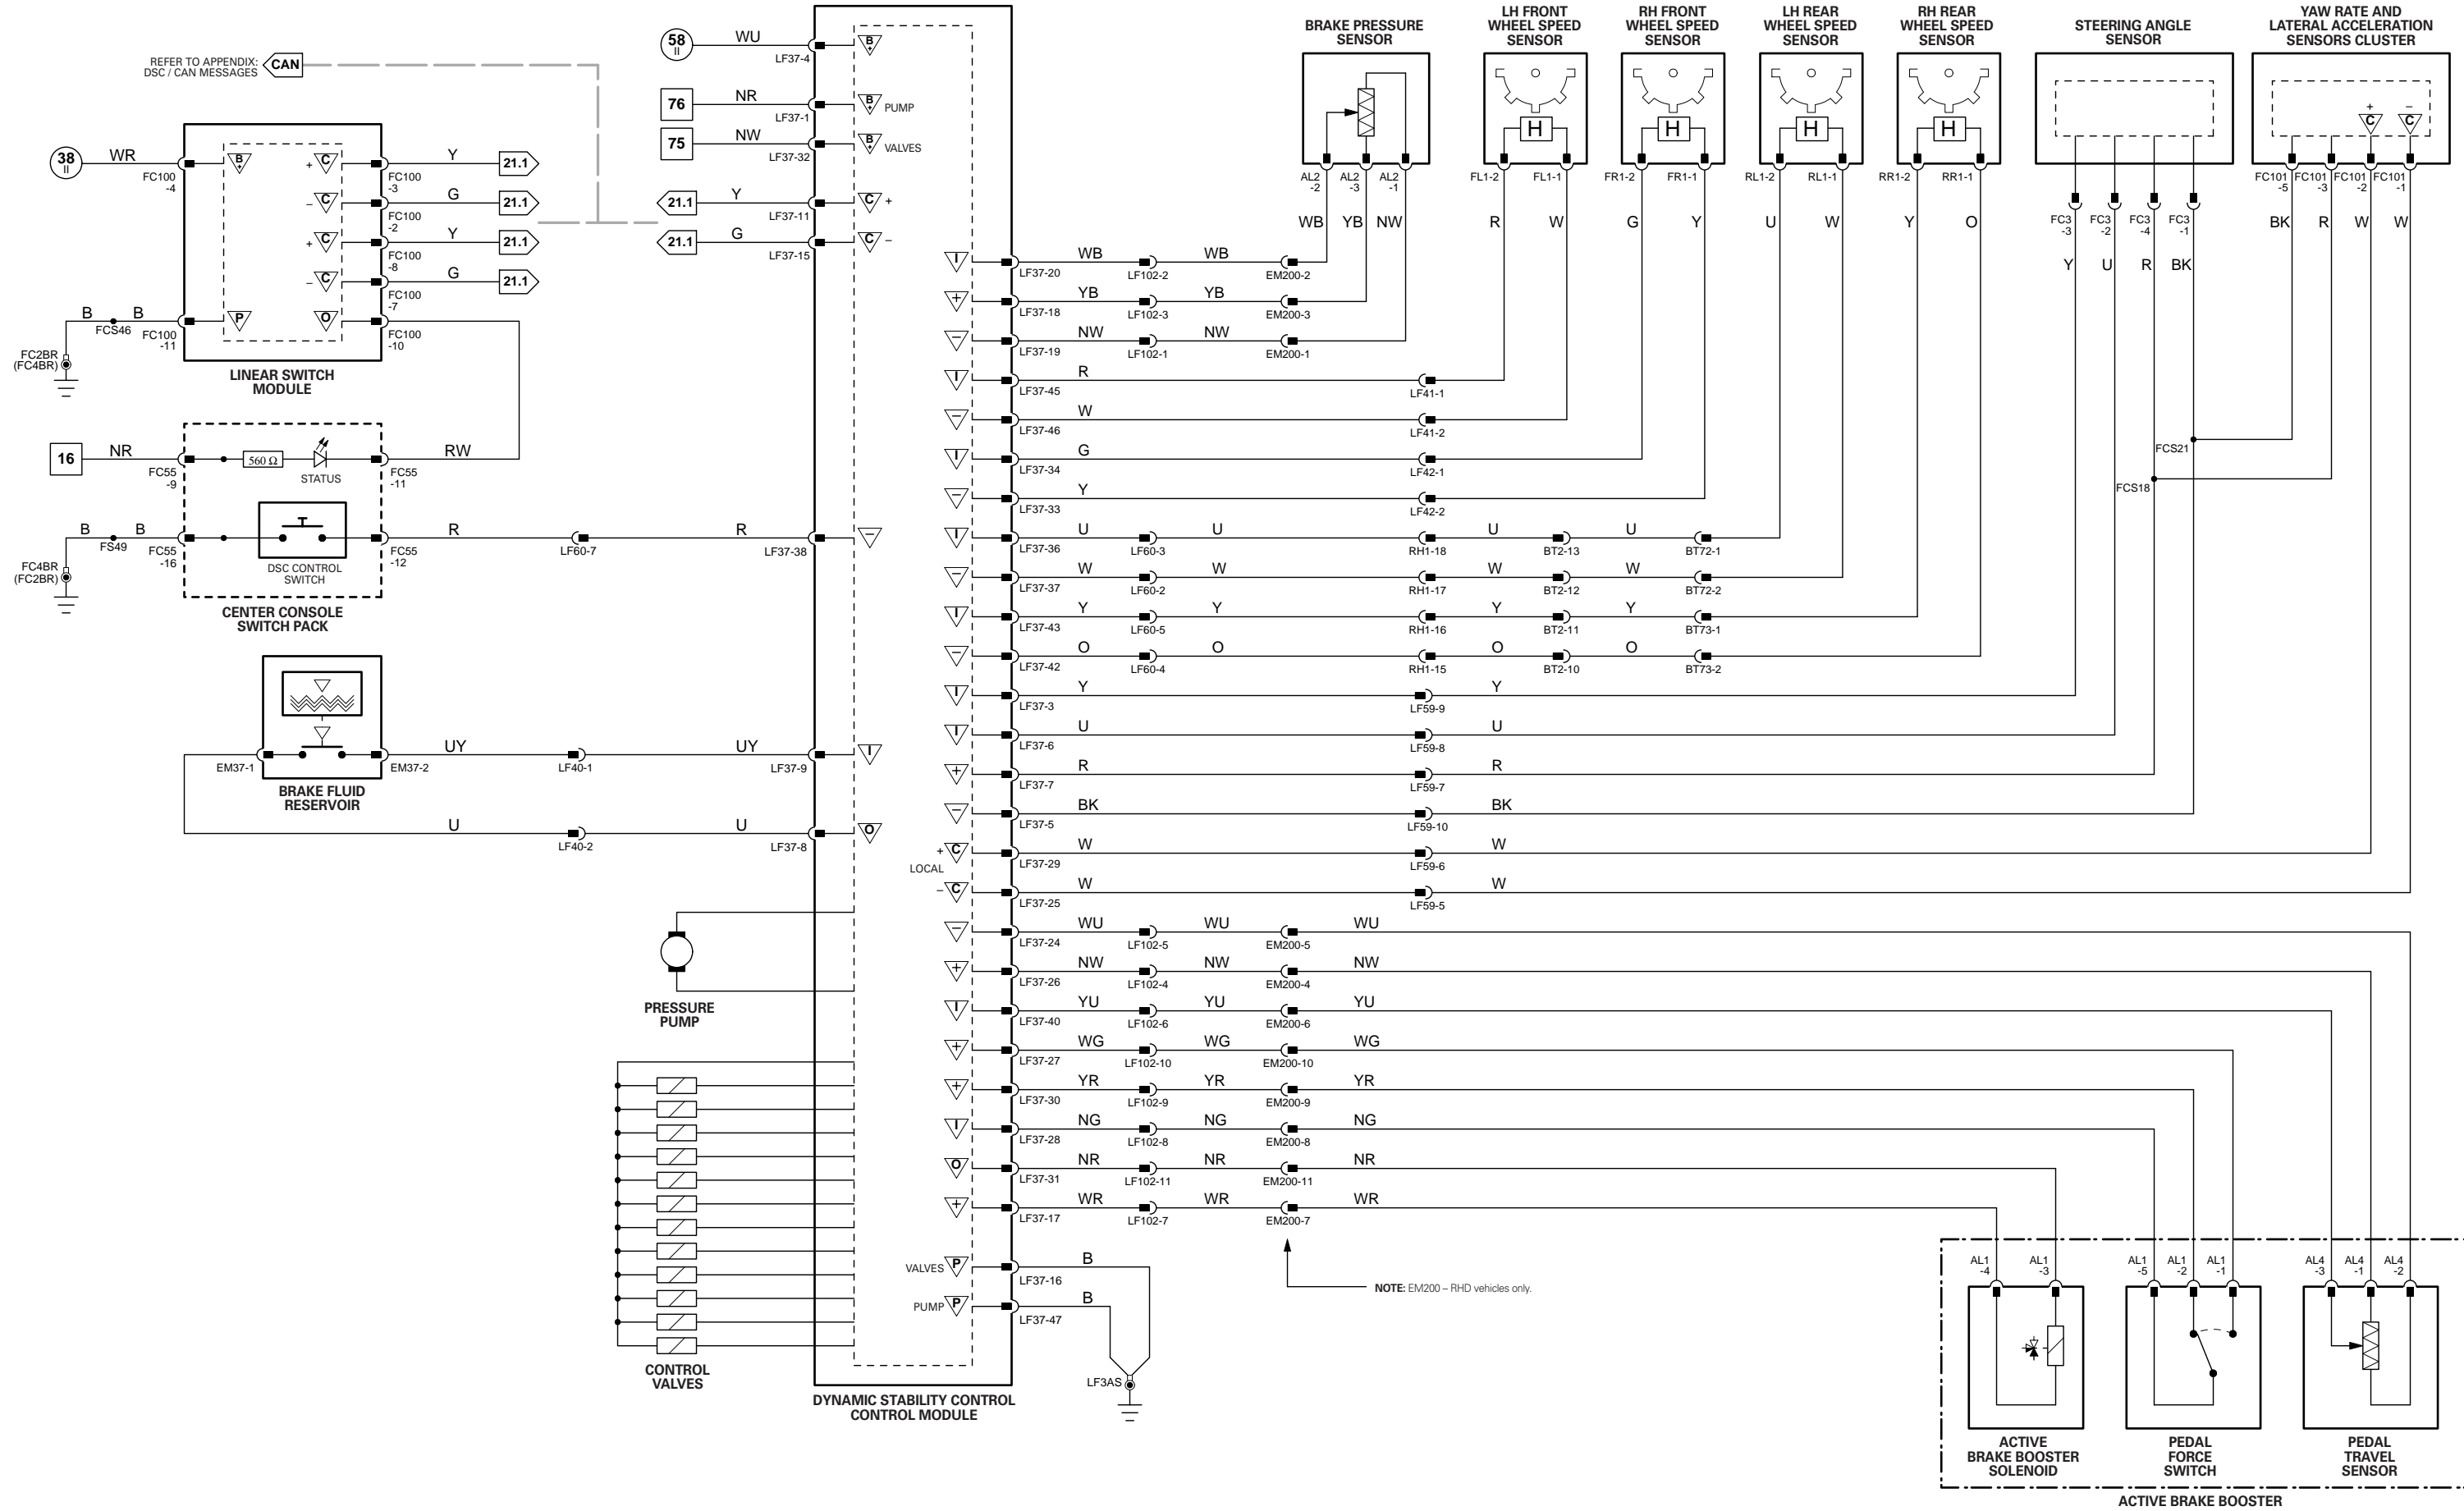 BRAKE PRESSURE
SENSOR
LH FRONT
WHEEL SPEED
SENSOR
RH FRONT
WHEEL SPEED
SENSOR
LH REAR
WHEEL SPEED
SENSOR
RH REAR
WHEEL SPEED
SENSOR
STEERING ANGLE
SENSOR
YAW RATE AND
LATERAL ACCELERATION
SENSORS CLUSTER
REFER TO APPENDIX:
DSC / CAN MESSAGES
CAN
58
II
WU
LF37-4
B
+
76
NR
LF37-1
B
+
PUMP
75
NW
LF37-32
B
+
VALVES
21.1
Y
LF37-11
C
+
21.1
G
LF37-15
C
–
38
II
WR
FC100
-4
B
+
+
C
FC100
-3
Y
21.1
–
C
FC100
-2
G
21.1
+
C
FC100
-8
Y
21.1
–
C
FC100
-7
G
21.1
B
FCS46
B
FC100
-11
P
O
FC100
-10
FC2BR
(FC4BR)
LINEAR SWITCH
MODULE
16
NR
FC55
-9
560 Ω
STATUS
FC55
-11
RW
B
FS49
B
FC55
-16
DSC CONTROL
SWITCH
FC55
-12
R
LF60-7
R
LF37-38
–
FC4BR
(FC2BR)
CENTER CONSOLE
SWITCH PACK
EM37-1
EM37-2
UY
LF40-1
UY
LF37-9
I
BRAKE FLUID
RESERVOIR
U
LF40-2
U
LF37-8
O
PRESSURE
PUMP
CONTROL
VALVES
DYNAMIC STABILITY CONTROL
CONTROL MODULE
AL2
-2
AL2
-3
AL2
-1
WB
YB
NW
H
FL1-2
FL1-1
R
W
H
FR1-2
FR1-1
G
Y
H
RL1-2
RL1-1
U
W
H
RR1-2
RR1-1
Y
O
FC3
-3
FC3
-2
FC3
-4
FC3
-1
Y
U
R
BK
+
C
–
C
FC101
-5
FC101
-3
FC101
-2
FC101
-1
BK
R
W
W
FCS21
FCS18
I
LF37-20
WB
LF102-2
WB
EM200-2
+
LF37-18
YB
LF102-3
YB
EM200-3
–
LF37-19
NW
LF102-1
NW
EM200-1
I
LF37-45
R
LF41-1
–
LF37-46
W
LF41-2
I
LF37-34
G
LF42-1
–
LF37-33
Y
LF42-2
I
LF37-36
U
LF60-3
U
RH1-18
U
BT2-13
U
BT72-1
–
LF37-37
W
LF60-2
W
RH1-17
W
BT2-12
W
BT72-2
I
LF37-43
Y
LF60-5
Y
RH1-16
Y
BT2-11
Y
BT73-1
–
LF37-42
O
LF60-4
O
RH1-15
O
BT2-10
O
BT73-2
I
LF37-3
Y
LF59-9
Y
I
LF37-6
U
LF59-8
U
+
LF37-7
R
LF59-7
R
–
LF37-5
BK
LF59-10
BK
+
C
LOCAL
LF37-29
W
LF59-6
W
–
C
LF37-25
W
LF59-5
W
–
LF37-24
WU
LF102-5
WU
EM200-5
WU
+
LF37-26
NW
LF102-4
NW
EM200-4
NW
I
LF37-40
YU
LF102-6
YU
EM200-6
YU
+
LF37-27
WG
LF102-10
WG
EM200-10
WG
+
LF37-30
YR
LF102-9
YR
EM200-9
YR
I
LF37-28
NG
LF102-8
NG
EM200-8
NG
O
LF37-31
NR
LF102-11
NR
EM200-11
NR
+
LF37-17
WR
LF102-7
WR
EM200-7
WR
VALVES
P
LF37-16
B
PUMP
P
LF37-47
B
LF3AS
NOTE: EM200 – RHD vehicles only.
AL1
-4
AL1
-3
AL1
-5
AL1
-2
AL1
-1
AL4
-3
AL4
-1
AL4
-2
ACTIVE
BRAKE BOOSTER
SOLENOID
PEDAL
FORCE
SWITCH
PEDAL
TRAVEL
SENSOR
ACTIVE BRAKE BOOSTER